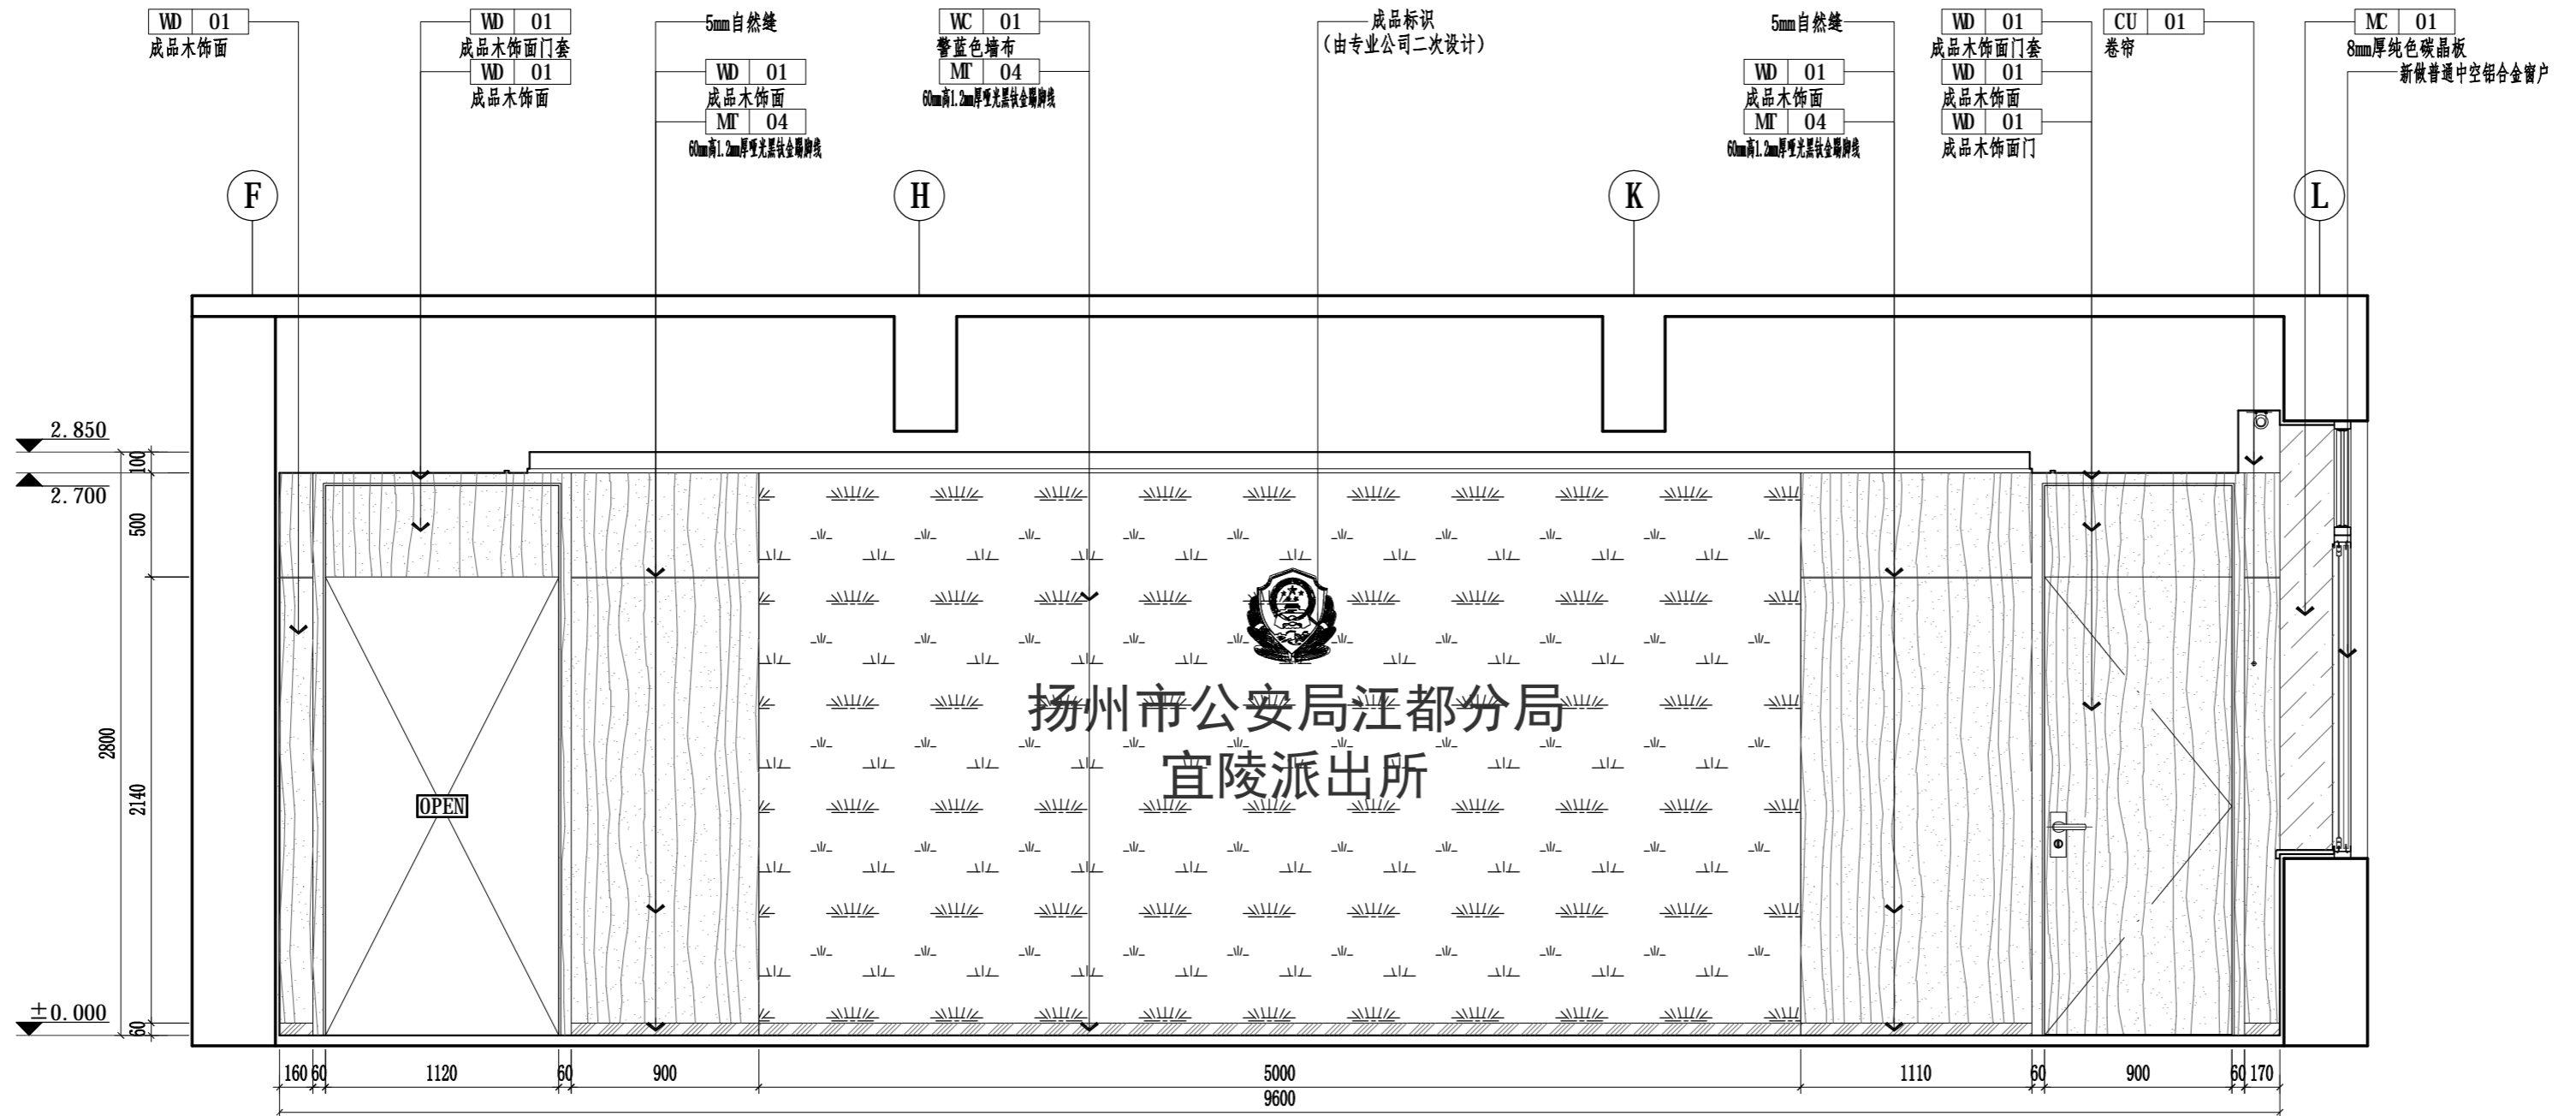 WD 01
成品木饰面
WD 01
成品木饰面门套
WD 01
成品木饰面
5mm自然缝
WD 01
成品木饰面
MT 04
60mm高1.2mm厚哑光黑钛金踢脚线
WC 01
警蓝色墙布
MT 04
60mm高1.2mm厚哑光黑钛金踢脚线
成品标识
（由专业公司二次设计）
5mm自然缝
WD 01
成品木饰面
MT 04
60mm高1.2mm厚哑光黑钛金踢脚线
WD 01
成品木饰面门套
WD 01
成品木饰面
WD 01
成品木饰面门
CU 01
卷帘
MC 01
8mm厚纯色碳晶板
新做普通中空铝合金窗户
F
H
K
L
2.850
2.700
±0.000
100
500
2140
60
2800
扬州市公安局江都分局
宜陵派出所
OPEN
160 60 1120 60 900 5000 1110 60 900 60 170
9600